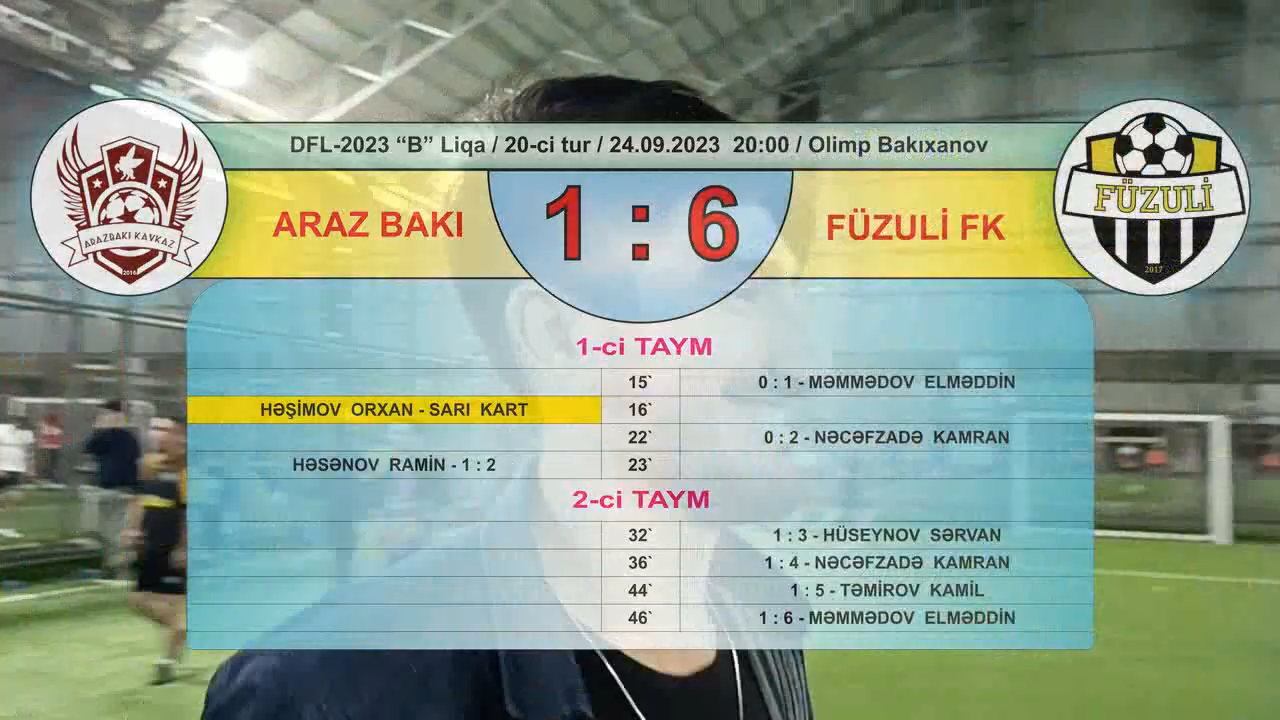 DFL-2023 “B” Liqa / 20-ci tur / 24.09.2023 20:00 / Olimp Bakıxanov
ARAZ BAKI 1 : 6 FÜZULİ FK
ARAZBAKI KAVKAZ
2018
FÜZULİ
2017
1-ci TAYM
15` 0 : 1 - MƏMMƏDOV ELMƏDDİN
HƏŞİMOV ORXAN - SARI KART 16`
22` 0 : 2 - NƏCƏFZADƏ KAMRAN
HƏSƏNOV RAMİN - 1 : 2 23`
2-ci TAYM
32` 1 : 3 - HÜSEYNOV SƏRVAN
36` 1 : 4 - NƏCƏFZADƏ KAMRAN
44` 1 : 5 - TƏMİROV KAMİL
46` 1 : 6 - MƏMMƏDOV ELMƏDDİN